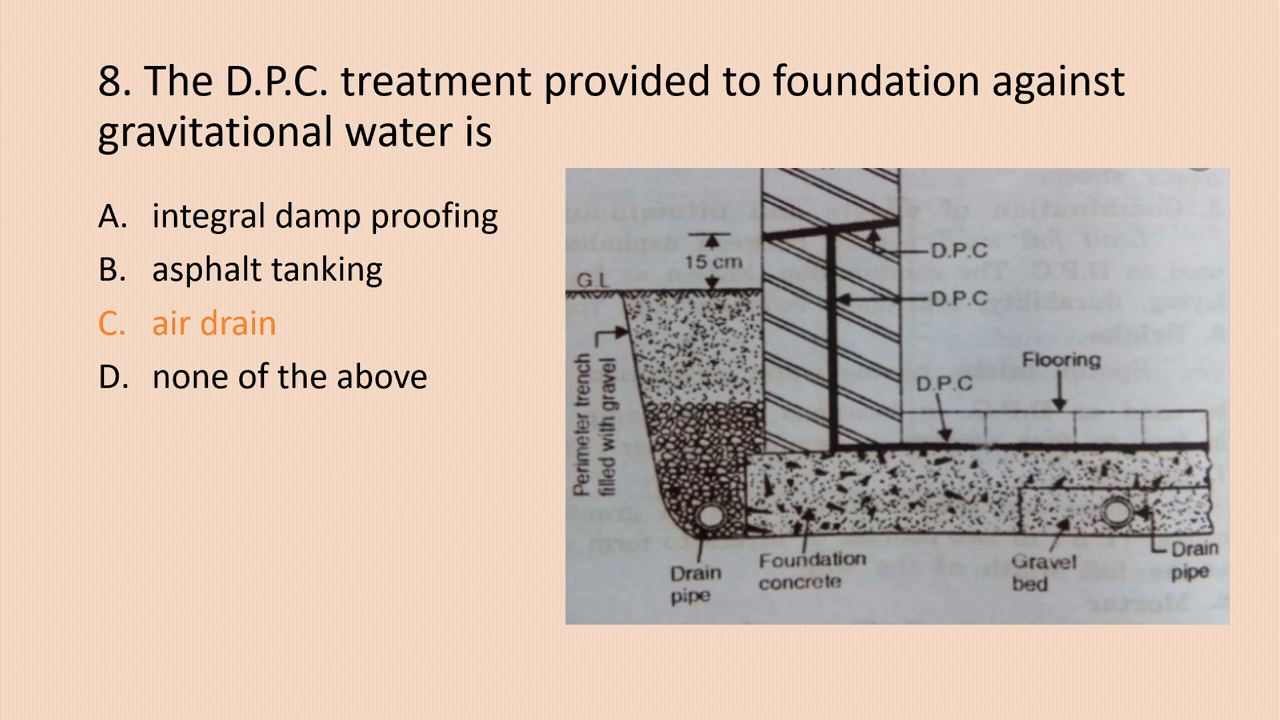 8. The D.P.C. treatment provided to foundation against
gravitational water is
A. integral damp proofing
B. asphalt tanking
C. air drain
D. none of the above
15 cm
G.L
D.P.C
D.P.C
Perimeter trench
filled with gravel
Flooring
D.P.C
Drain
pipe
Foundation
concrete
Gravel
bed
Drain
pipe